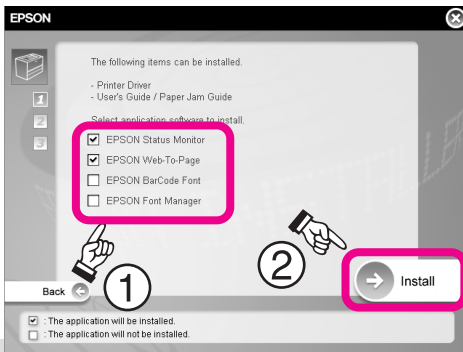 EPSON
The following items can be installed.
- Printer Driver
- User's Guide / Paper Jam Guide
Select application software to install.
EPSON Status Monitor
EPSON Web-To-Page
EPSON BarCode Font
EPSON Font Manager
1
2
3
1
2
Install
Back
: The application will be installed.
: The application will not be installed.